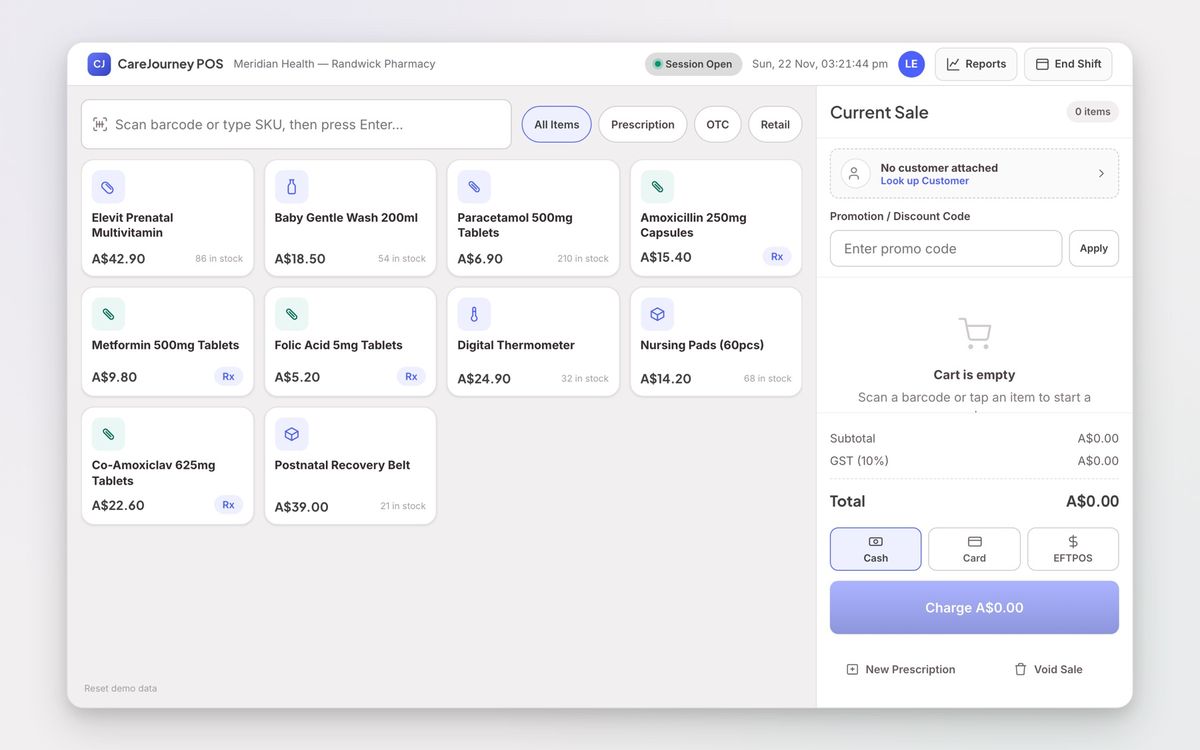 CJ CareJourney POS Meridian Health — Randwick Pharmacy Session Open Sun, 22 Nov, 03:21:44 pm LE Reports End Shift
Scan barcode or type SKU, then press Enter...
All Items Prescription OTC Retail
Elevit Prenatal
Multivitamin
A$42.90 86 in stock
Baby Gentle Wash 200ml
A$18.50 54 in stock
Paracetamol 500mg
Tablets
A$6.90 210 in stock
Amoxicillin 250mg
Capsules
A$15.40 Rx
Metformin 500mg Tablets
A$9.80 Rx
Folic Acid 5mg Tablets
A$5.20 Rx
Digital Thermometer
A$24.90 32 in stock
Nursing Pads (60pcs)
A$14.20 68 in stock
Co-Amoxiclav 625mg
Tablets
A$22.60 Rx
Postnatal Recovery Belt
A$39.00 21 in stock
Reset demo data
Current Sale 0 items
No customer attached
Look up Customer
Promotion / Discount Code
Enter promo code Apply
Cart is empty
Scan a barcode or tap an item to start a
Subtotal A$0.00
GST (10%) A$0.00
Total A$0.00
Cash Card EFTPOS
Charge A$0.00
New Prescription Void Sale